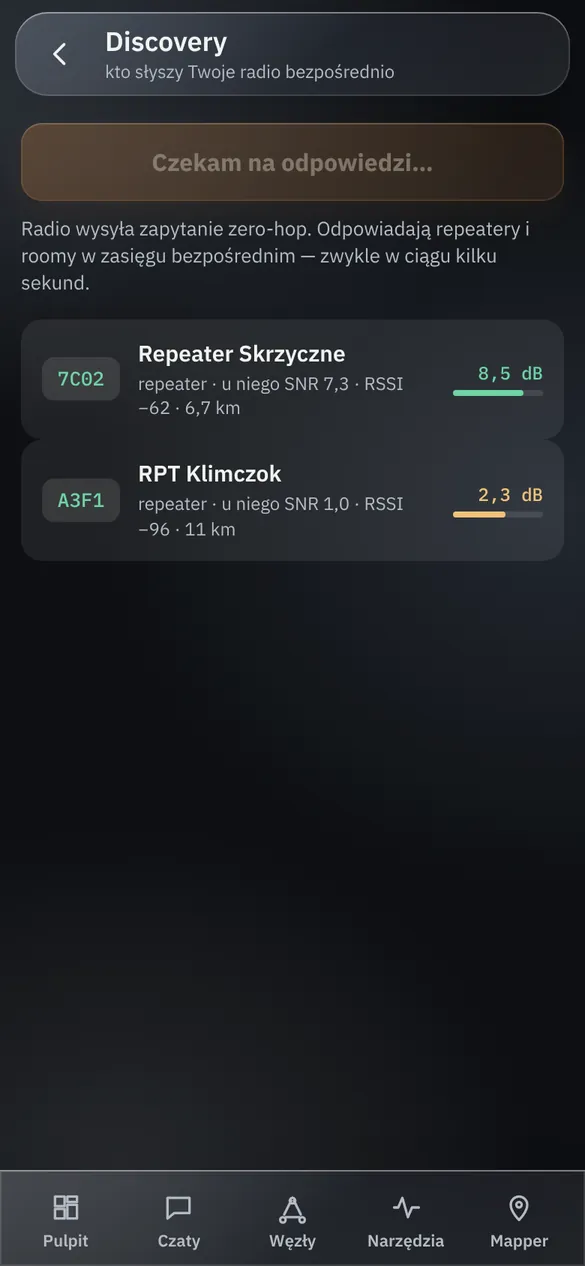 Discovery
kto słyszy Twoje radio bezpośrednio
Czekam na odpowiedzi...
Radio wysyła zapytanie zero-hop. Odpowiadają repeatery i
roomy w zasięgu bezpośrednim — zwykle w ciągu kilku
sekund.
7C02
Repeater Skrzyczne
repeater · u niego SNR 7,3 · RSSI
−62 · 6,7 km
8,5 dB
A3F1
RPT Klimczok
repeater · u niego SNR 1,0 · RSSI
−96 · 11 km
2,3 dB
Pulpit
Czaty
Węzły
Narzędzia
Mapper